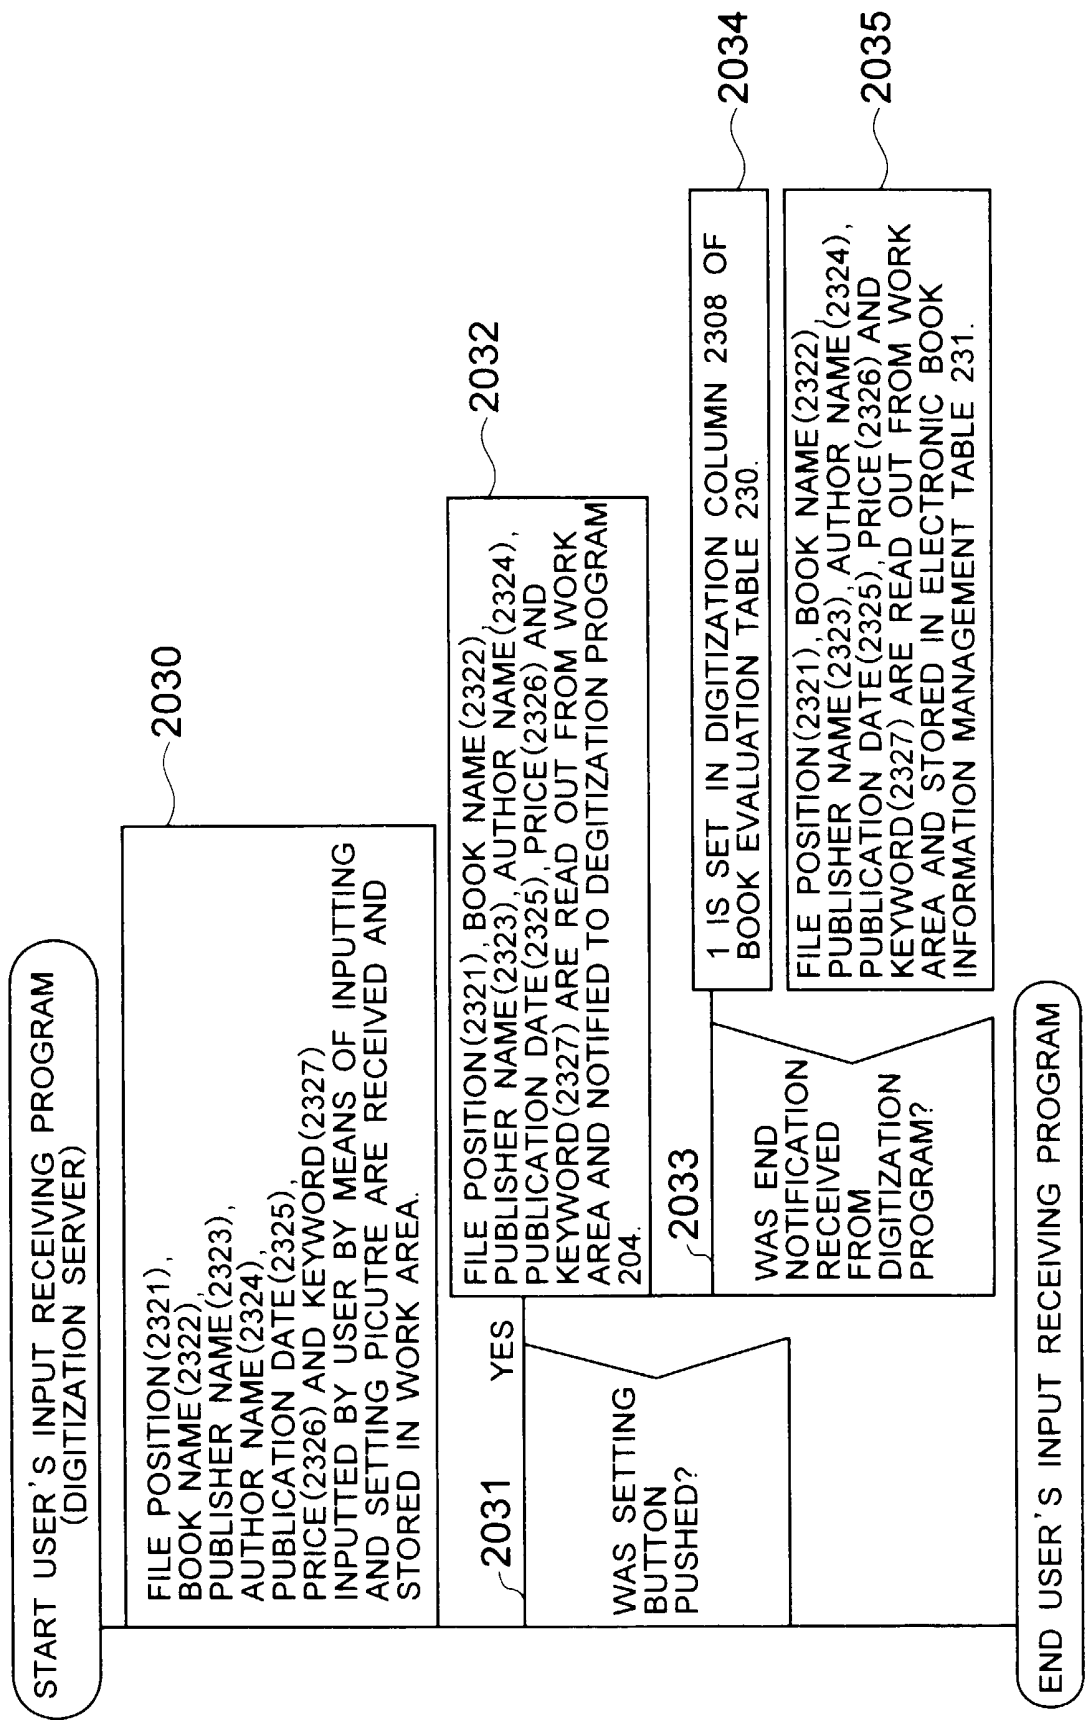 START USER'S INPUT RECEIVING PROGRAM
(DIGITIZATION SERVER)
2030
FILE POSITION(2321),
BOOK NAME(2322),
PUBLISHER NAME(2323),
AUTHOR NAME(2324),
PUBLICATION DATE(2325),
PRICE(2326) AND KEYWORD(2327)
INPUTTED BY USER BY MEANS OF INPUTTING
AND SETTING PICUTRE ARE RECEIVED AND
STORED IN WORK AREA.
2031
YES
WAS SETTING
BUTTON
PUSHED?
2032
FILE POSITION(2321), BOOK NAME(2322),
PUBLISHER NAME(2323), AUTHOR NAME(2324),
PUBLICATION DATE(2325), PRICE(2326) AND
KEYWORD(2327) ARE READ OUT FROM WORK
AREA AND NOTIFIED TO DEGITIZATION PROGRAM
204.
2033
WAS END
NOTIFICATION
RECEIVED
FROM
DIGITIZATION
PROGRAM?
2034
1 IS SET IN DIGITIZATION COLUMN 2308 OF
BOOK EVALUATION TABLE 230.
2035
FILE POSITION(2321), BOOK NAME(2322),
PUBLISHER NAME(2323), AUTHOR NAME(2324),
PUBLICATION DATE(2325), PRICE(2326) AND
KEYWORD(2327) ARE READ OUT FROM WORK
AREA AND STORED IN ELECTRONIC BOOK
INFORMATION MANAGEMENT TABLE 231.
END USER'S INPUT RECEIVING PROGRAM